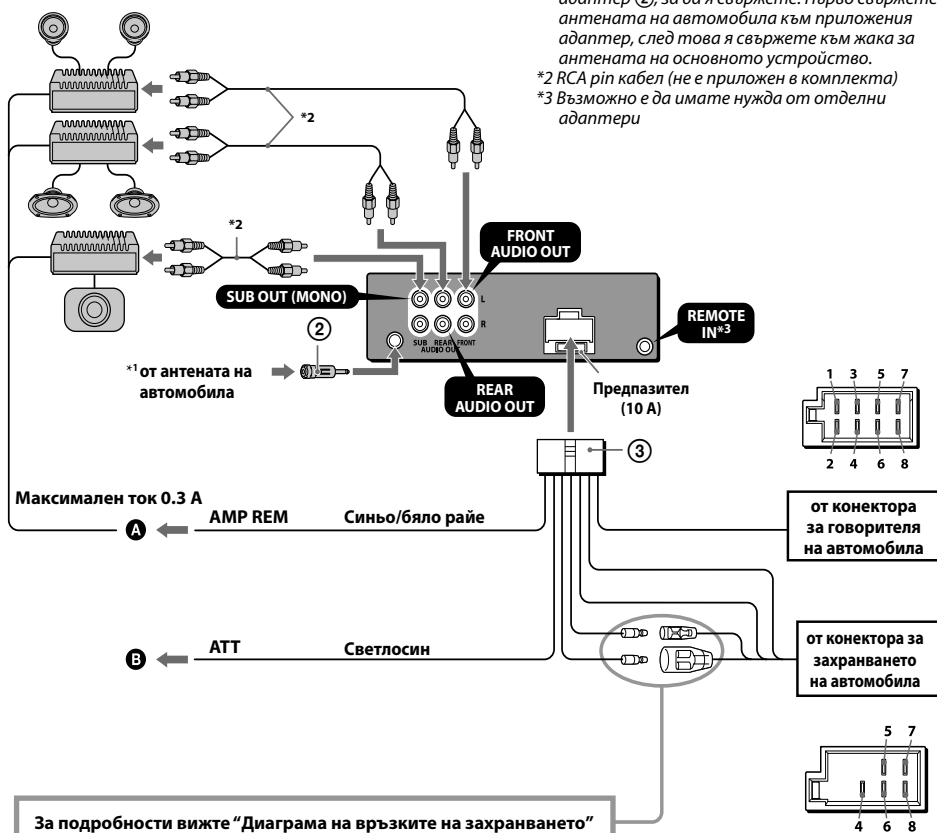 адаптер ②, за да я свържете. Първо свържете
антената на автомобила към приложения
адаптер, след това я свържете към жака за
антената на основното устройство.
*2 RCA pin кабел (не е приложен в комплекта)
*3 Възможно е да имате нужда от отделни
адаптери
*2
*2
FRONT
AUDIO OUT
SUB OUT (MONO)
L
R
SUB REAR FRONT
AUDIO OUT
REMOTE
IN*3
②
*1 от антената на
автомобила
REAR
AUDIO OUT
Предпазител
(10 A)
1 3 5 7
2 4 6 8
③
Максимален ток 0.3 A
A AMP REM Синьо/бяло райе
от конектора
за говорителя
на автомобила
B ATT Светлосин
от конектора за
захранването
на автомобила
5 7
4 6 8
За подробности вижте “Диаграма на връзките на захранването”